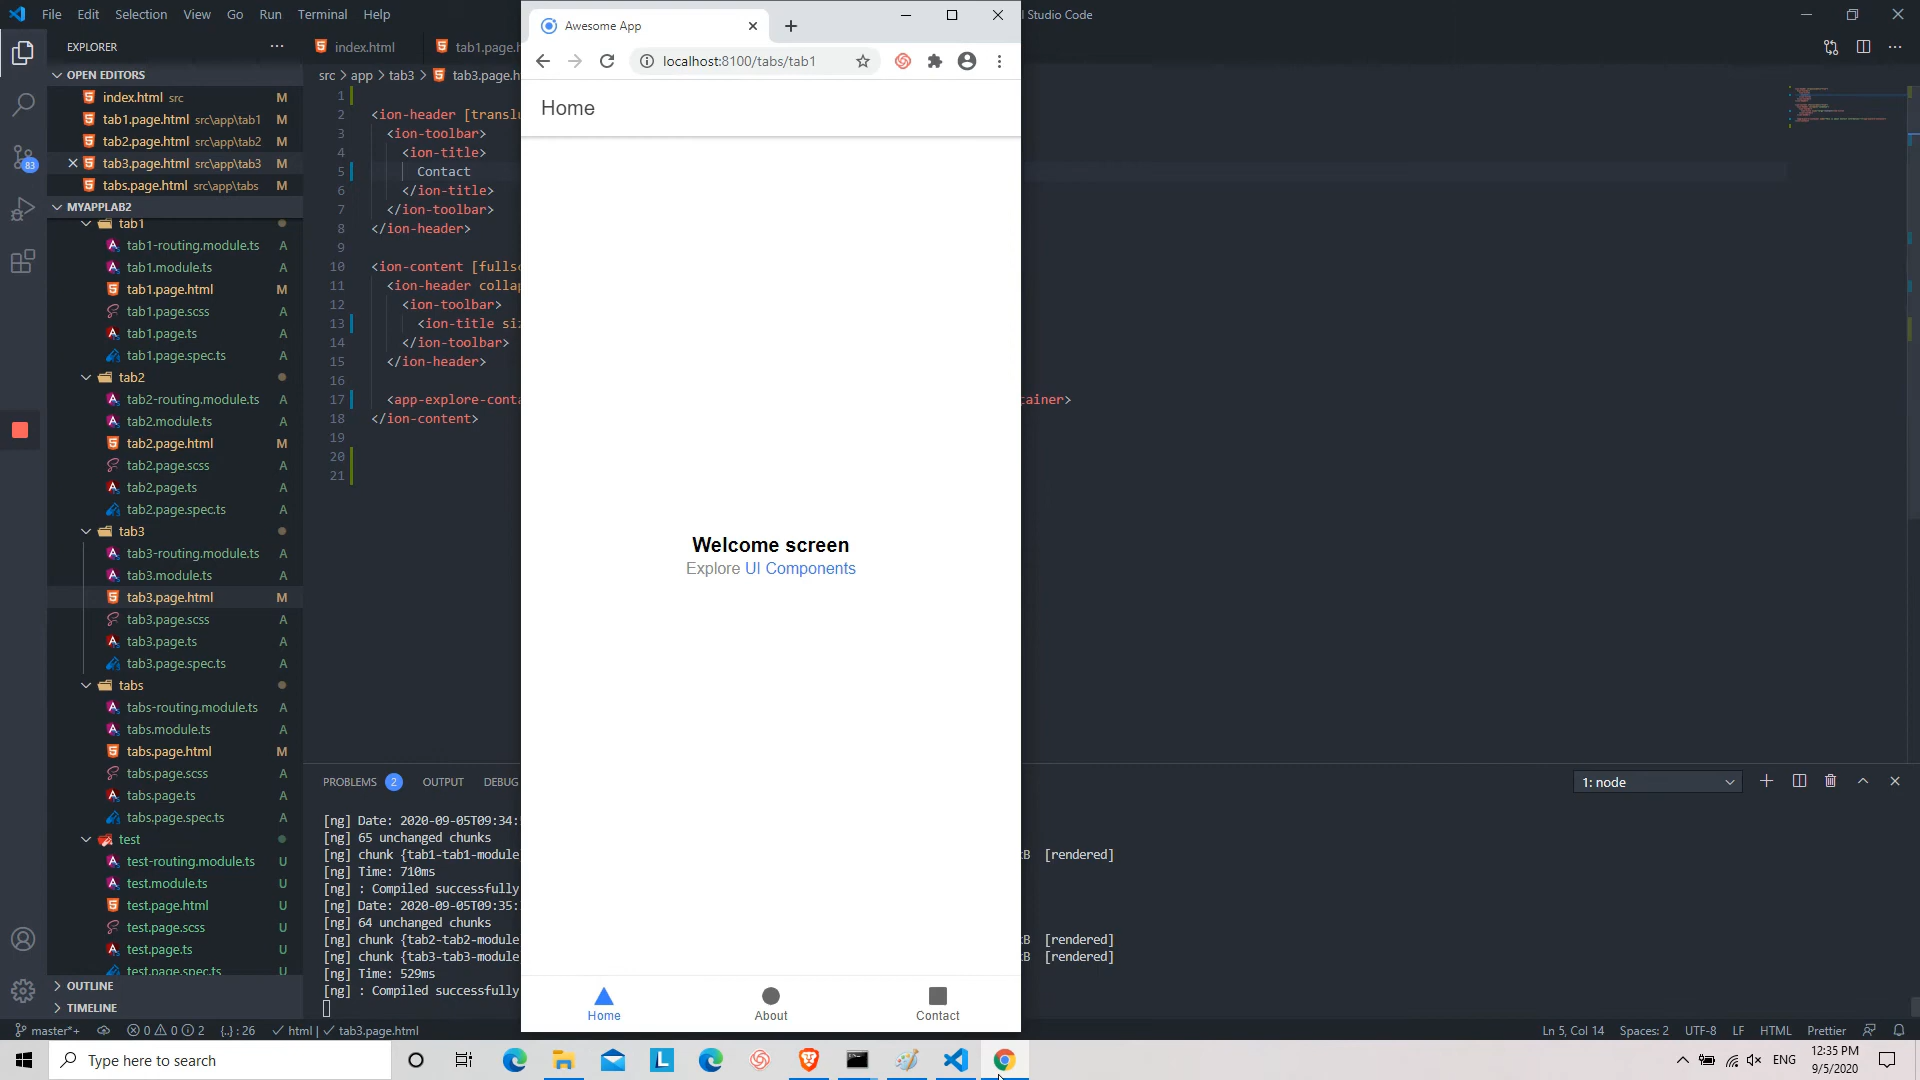 File Edit Selection View Go Run Terminal Help
l Studio Code
EXPLORER
OPEN EDITORS
index.html src M
tab1.page.html src\app\tab1 M
tab2.page.html src\app\tab2 M
tab3.page.html src\app\tab3 M
tabs.page.html src\app\tabs M
MYAPPLAB2
83
tab1
tab1-routing.module.ts A
tab1.module.ts A
tab1.page.html M
tab1.page.scss A
tab1.page.ts A
tab1.page.spec.ts A
tab2
tab2-routing.module.ts A
tab2.module.ts A
tab2.page.html M
tab2.page.scss A
tab2.page.ts A
tab2.page.spec.ts A
tab3
tab3-routing.module.ts A
tab3.module.ts A
tab3.page.html M
tab3.page.scss A
tab3.page.ts A
tab3.page.spec.ts A
tabs
tabs-routing.module.ts A
tabs.module.ts A
tabs.page.html M
tabs.page.scss A
tabs.page.ts A
tabs.page.spec.ts A
test
test-routing.module.ts U
test.module.ts U
test.page.html U
test.page.scss U
test.page.ts U
test.page.spec.ts U
OUTLINE
TIMELINE
index.html tab1.page.h
src > app > tab3 > tab3.page.h
1
2 <ion-header [transl
3 <ion-toolbar>
4 <ion-title>
5 Contact
6 </ion-title>
7 </ion-toolbar>
8 </ion-header>
9
10 <ion-content [fulls
11 <ion-header colla
12 <ion-toolbar>
13 <ion-title si
14 </ion-toolbar>
15 </ion-header>
16
17 <app-explore-conta ainer>
18 </ion-content>
19
20
21
Awesome App
localhost:8100/tabs/tab1
Home
Welcome screen
Explore UI Components
Home
About
Contact
PROBLEMS 2 OUTPUT DEBUG
1: node
[ng] Date: 2020-09-05T09:34:
[ng] 65 unchanged chunks
[ng] chunk {tab1-tab1-module B [rendered]
[ng] Time: 710ms
[ng] : Compiled successfully
[ng] Date: 2020-09-05T09:35:
[ng] 64 unchanged chunks
[ng] chunk {tab2-tab2-module B [rendered]
[ng] chunk {tab3-tab3-module B [rendered]
[ng] Time: 529ms
[ng] : Compiled successfully
master*+ 0 0 2 {..} : 26 html | tab3.page.html
Ln 5, Col 14 Spaces: 2 UTF-8 LF HTML Prettier
Type here to search
ENG
12:35 PM
9/5/2020